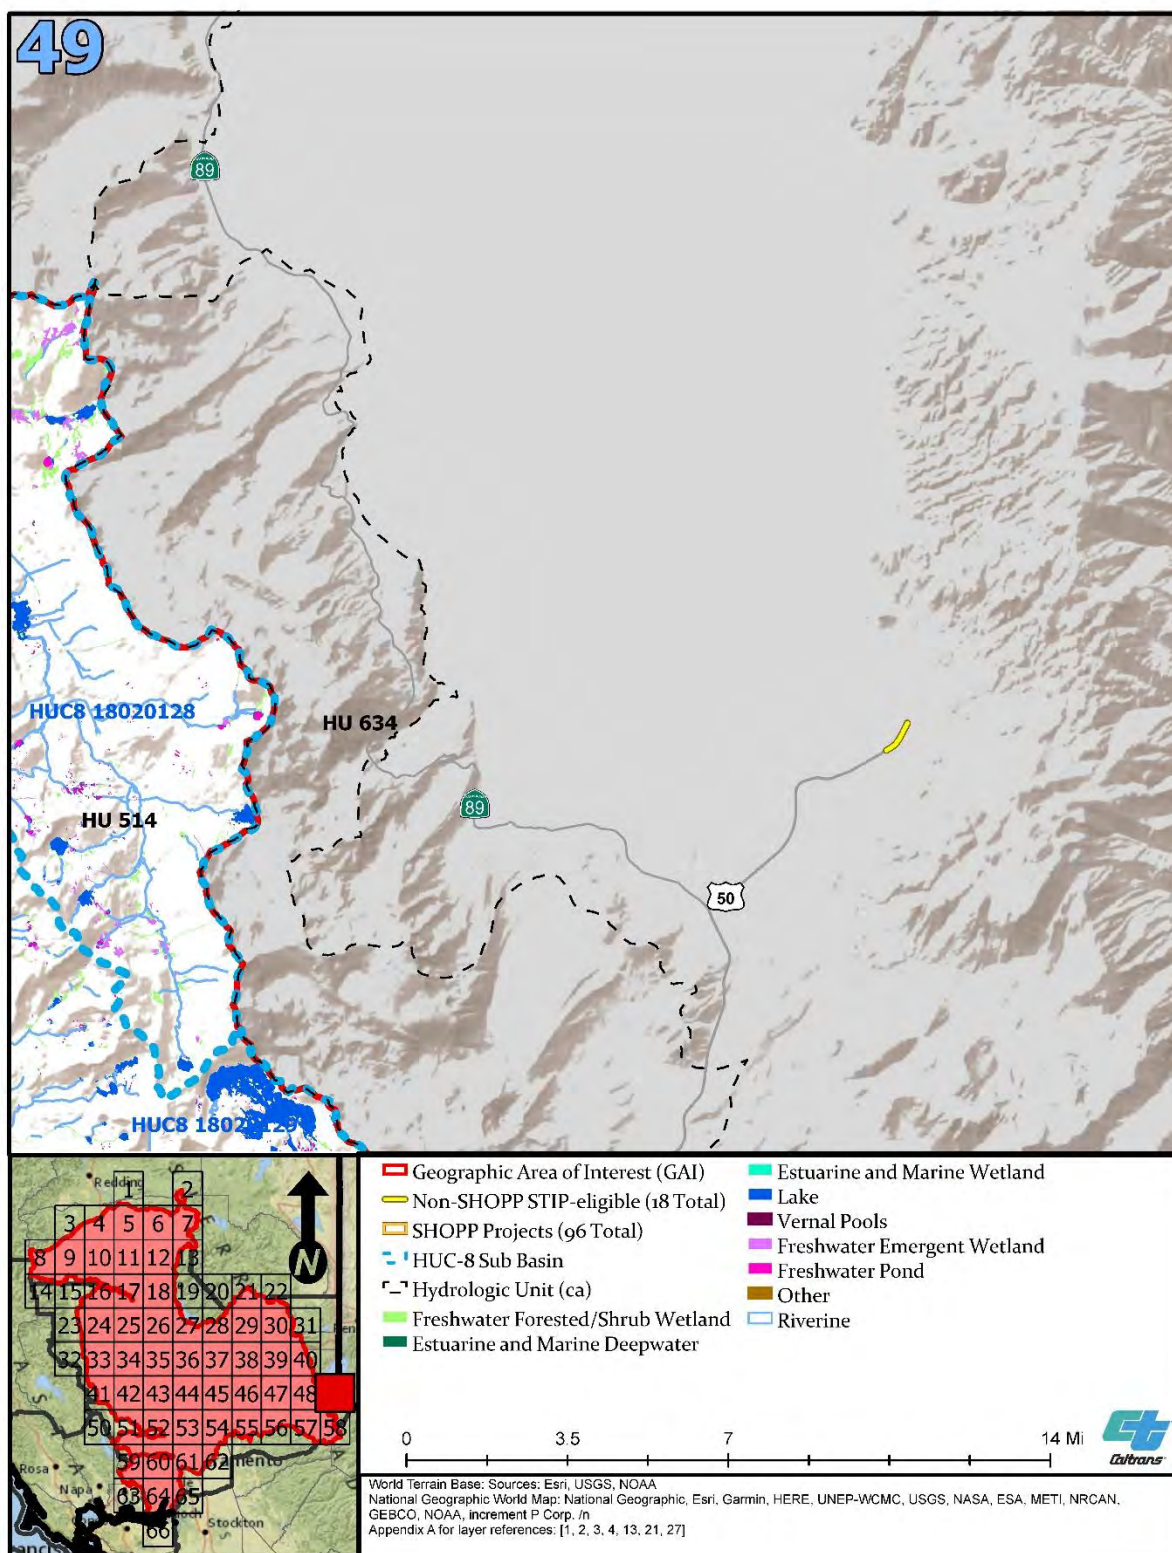 49
89
HU 634
HUC8 18020128
HU 514
89
50
HUC8 18020129
Redding
1 2
3 4 5 6 7
8 9 10 11 12 13
14 15 16 17 18 19 20 21 22
23 24 25 26 27 28 29 30 31
32 33 34 35 36 37 38 39 40
41 42 43 44 45 46 47 48
50 51 52 53 54 55 56 57 58
59 60 61 62
Rosa
Napa
63 64 65
66
Stockton
N
Geographic Area of Interest (GAI)
Non-SHOPP STIP-eligible (18 Total)
SHOPP Projects (96 Total)
HUC-8 Sub Basin
Hydrologic Unit (ca)
Freshwater Forested/Shrub Wetland
Estuarine and Marine Deepwater
Estuarine and Marine Wetland
Lake
Vernal Pools
Freshwater Emergent Wetland
Freshwater Pond
Other
Riverine
0 3.5 7 14 Mi
Caltrans
World Terrain Base: Sources: Esri, USGS, NOAA
National Geographic World Map: National Geographic, Esri, Garmin, HERE, UNEP-WCMC, USGS, NASA, ESA, METI, NRCAN,
GEBCO, NOAA, increment P Corp. /n
Appendix A for layer references: [1, 2, 3, 4, 13, 21, 27]